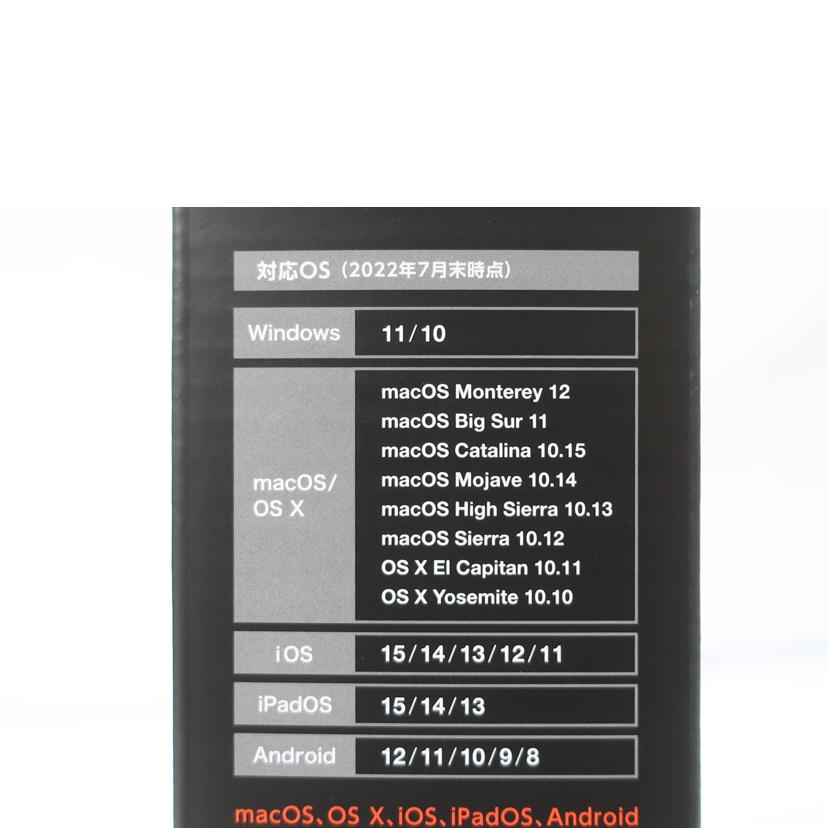 対応OS（2022年7月末時点）
Windows 11/10
macOS Monterey 12
macOS Big Sur 11
macOS Catalina 10.15
macOS/ macOS Mojave 10.14
OS X macOS High Sierra 10.13
macOS Sierra 10.12
OS X El Capitan 10.11
OS X Yosemite 10.10
iOS 15/14/13/12/11
iPadOS 15/14/13
Android 12/11/10/9/8
macOS、OS X、iOS、iPadOS、Android